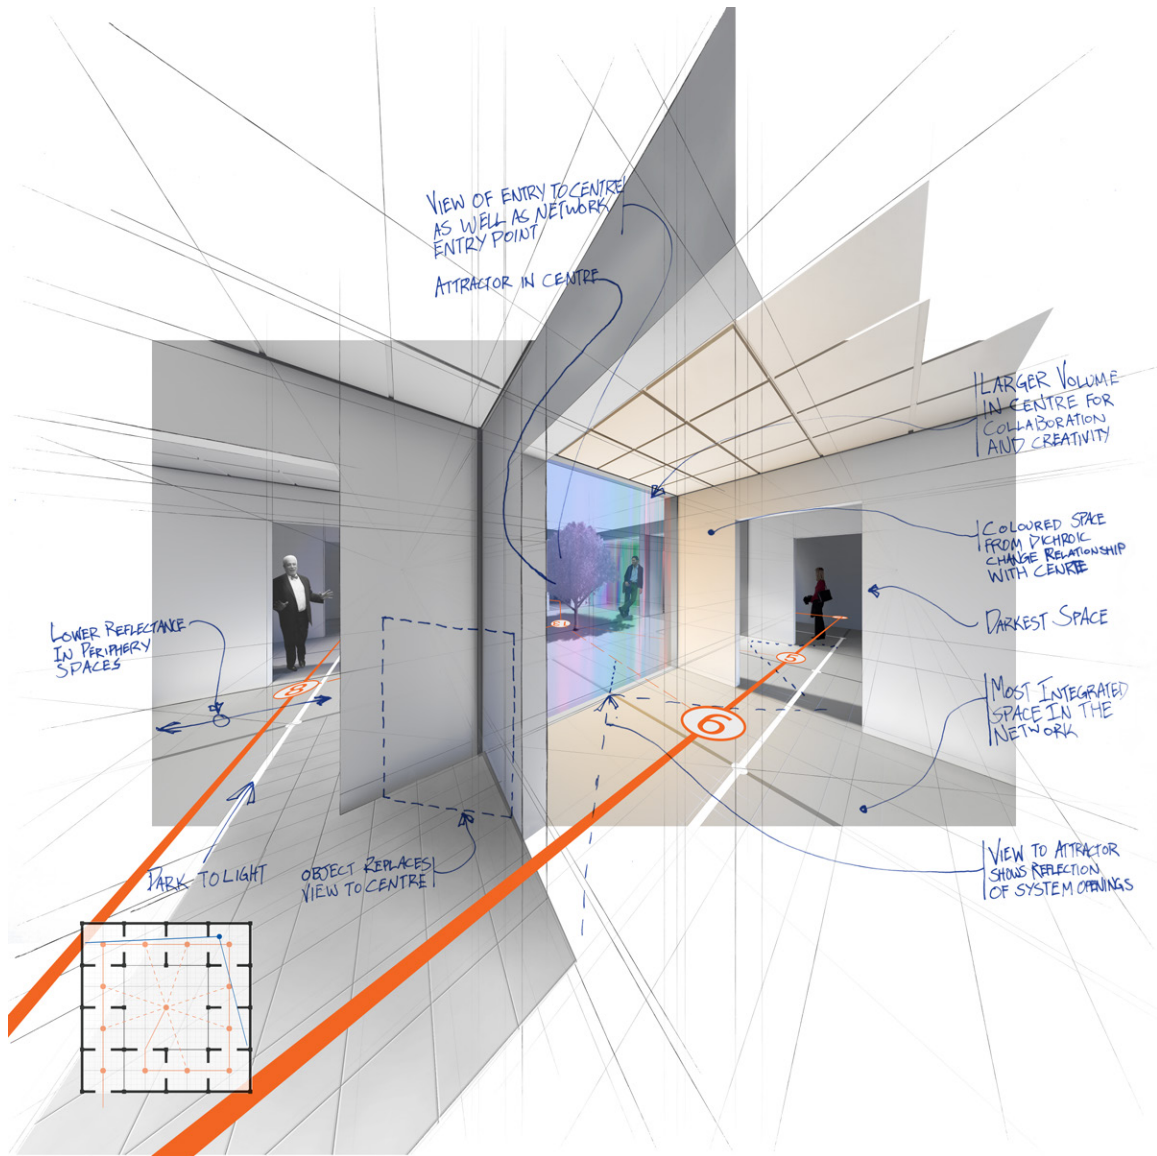 VIEW OF ENTRY TO CENTRE
AS WELL AS NETWORK
ENTRY POINT
ATTRACTOR IN CENTRE
LARGER VOLUME
IN CENTRE FOR
COLLABORATION
AND CREATIVITY
COLOURED SPACE
FROM DICHROIC
CHANGE RELATIONSHIP
WITH CENRTE
DARKEST SPACE
LOWER REFLECTANCE
IN PERIPHERY
SPACES
MOST INTEGRATED
SPACE IN THE
NETWORK
8
5
6
DARK TO LIGHT
OBJECT REPLACES
VIEW TO CENTRE
VIEW TO ATTRACTOR
SHOWS REFLECTION
OF SYSTEM OPENINGS